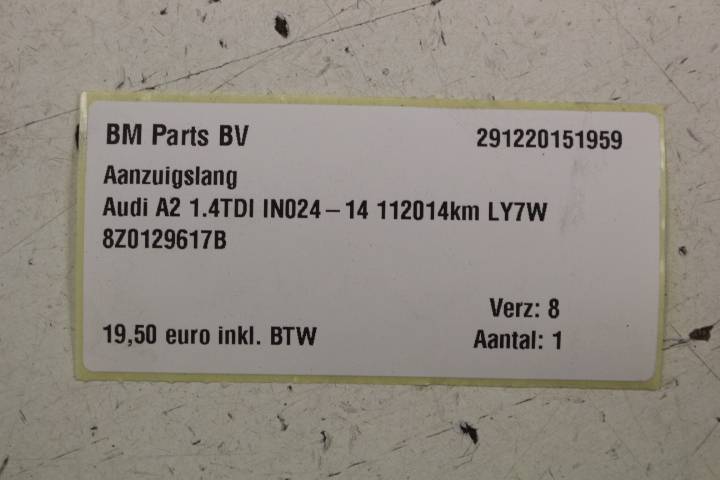 BM Parts BV 291220151959
Aanzuigslang
Audi A2 1.4TDI IN024-14 112014km LY7W
8Z0129617B
Verz: 8
19,50 euro inkl. BTW Aantal: 1